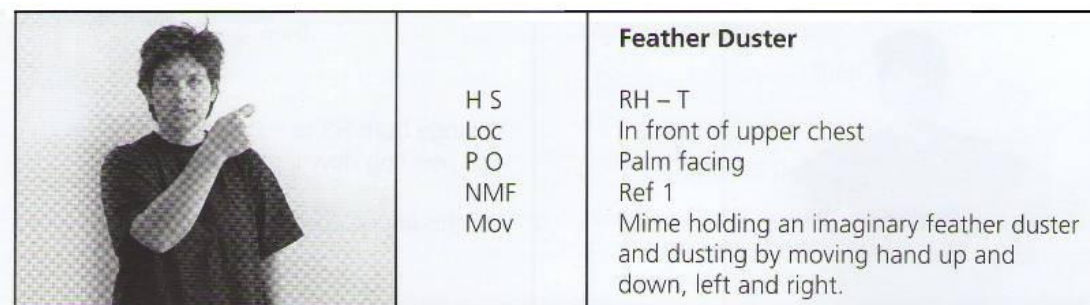 Feather Duster
H S RH – T
Loc In front of upper chest
P O Palm facing
NMF Ref 1
Mov Mime holding an imaginary feather duster
and dusting by moving hand up and
down, left and right.